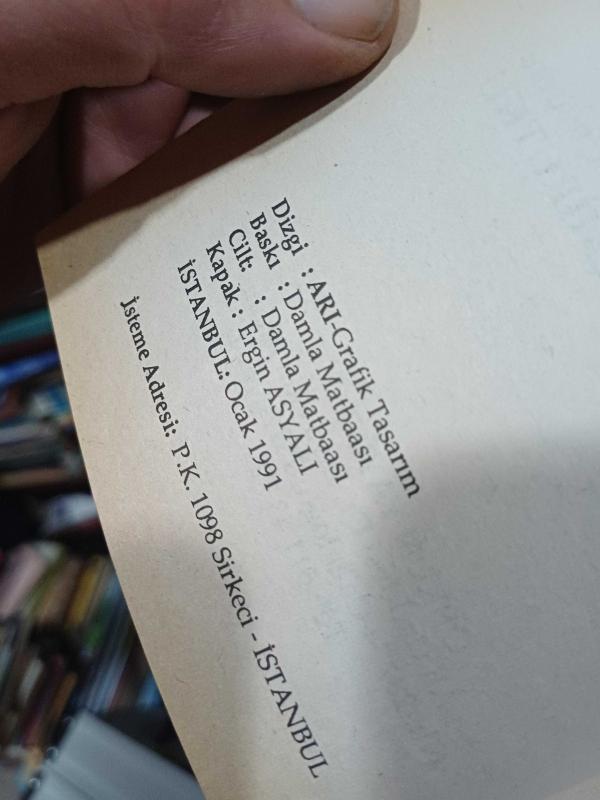 Dizgi : ARI-Grafik Tasarım
Baskı : Damla Matbaası
Cilt: : Damla Matbaası
Kapak : Ergin ASYALI
İSTANBUL: Ocak 1991
İsteme Adresi: P.K. 1098 Sirkeci - İSTANBUL